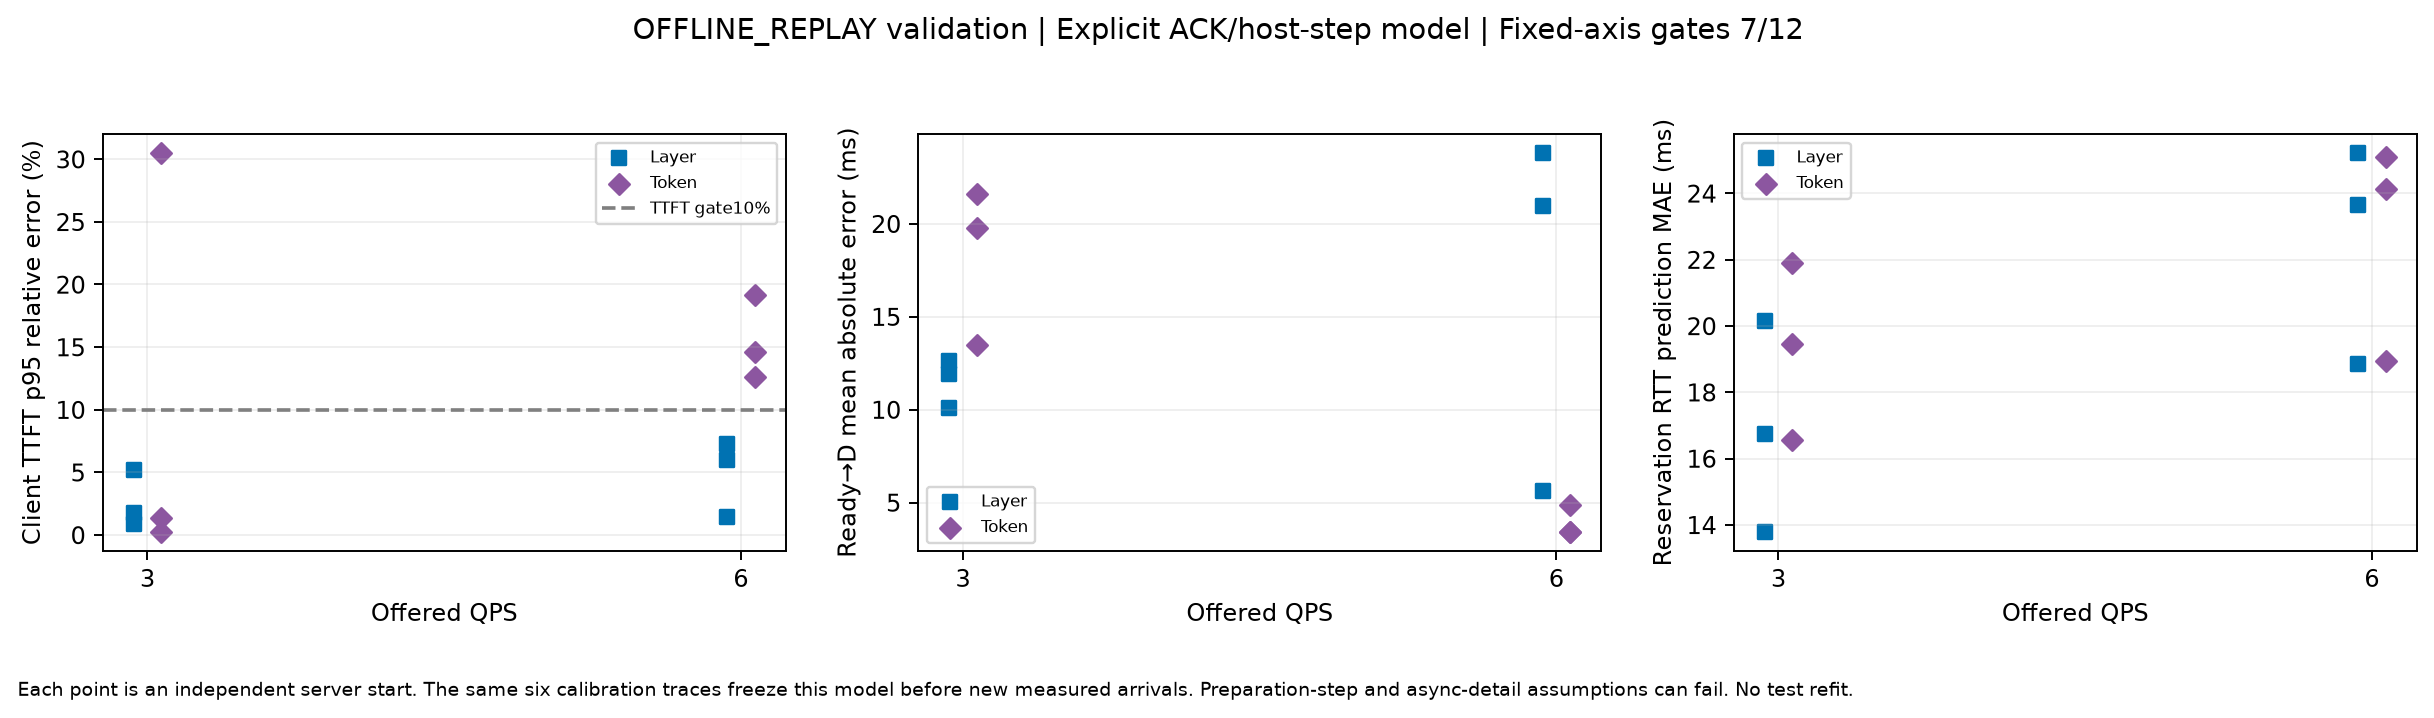 OFFLINE_REPLAY validation | Explicit ACK/host-step model | Fixed-axis gates 7/12
Client TTFT p95 relative error (%)
30
25
20
15
10
5
0
Layer
Token
TTFT gate10%
3
6
Offered QPS
Ready→D mean absolute error (ms)
20
15
10
5
Layer
Token
3
6
Offered QPS
Reservation RTT prediction MAE (ms)
24
22
20
18
16
14
Layer
Token
3
6
Offered QPS
Each point is an independent server start. The same six calibration traces freeze this model before new measured arrivals. Preparation-step and async-detail assumptions can fail. No test refit.